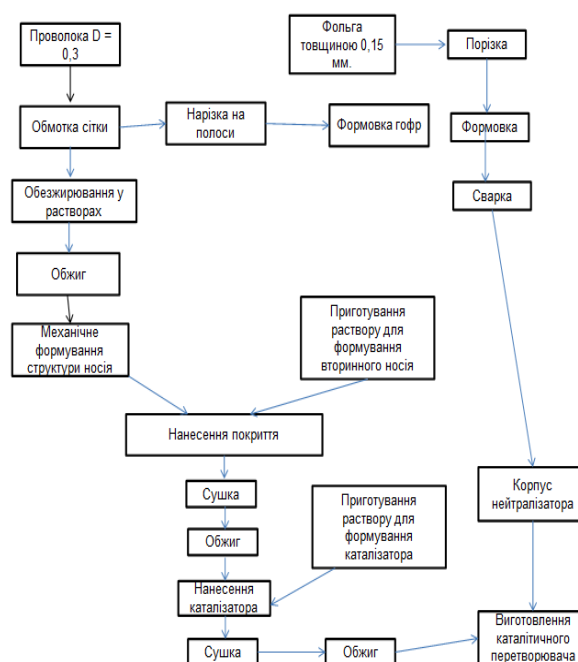 Проволока D =
0,3
Фольга
товщиною 0,15
мм.
Порізка
Обмотка сітки
Нарізка на
полоси
Формовка гофр
Формовка
Обезжирювання у
растворах
Сварка
Обжиг
Механічне
формування
структури носія
Приготування
раствору для
формування
вторинного носія
Нанесення покриття
Сушка
Приготування
раствору для
формування
каталізатора
Корпус
нейтралізатора
Обжиг
Нанесення
каталізатора
Сушка
Обжиг
Виготовлення
каталітичного
перетворювача